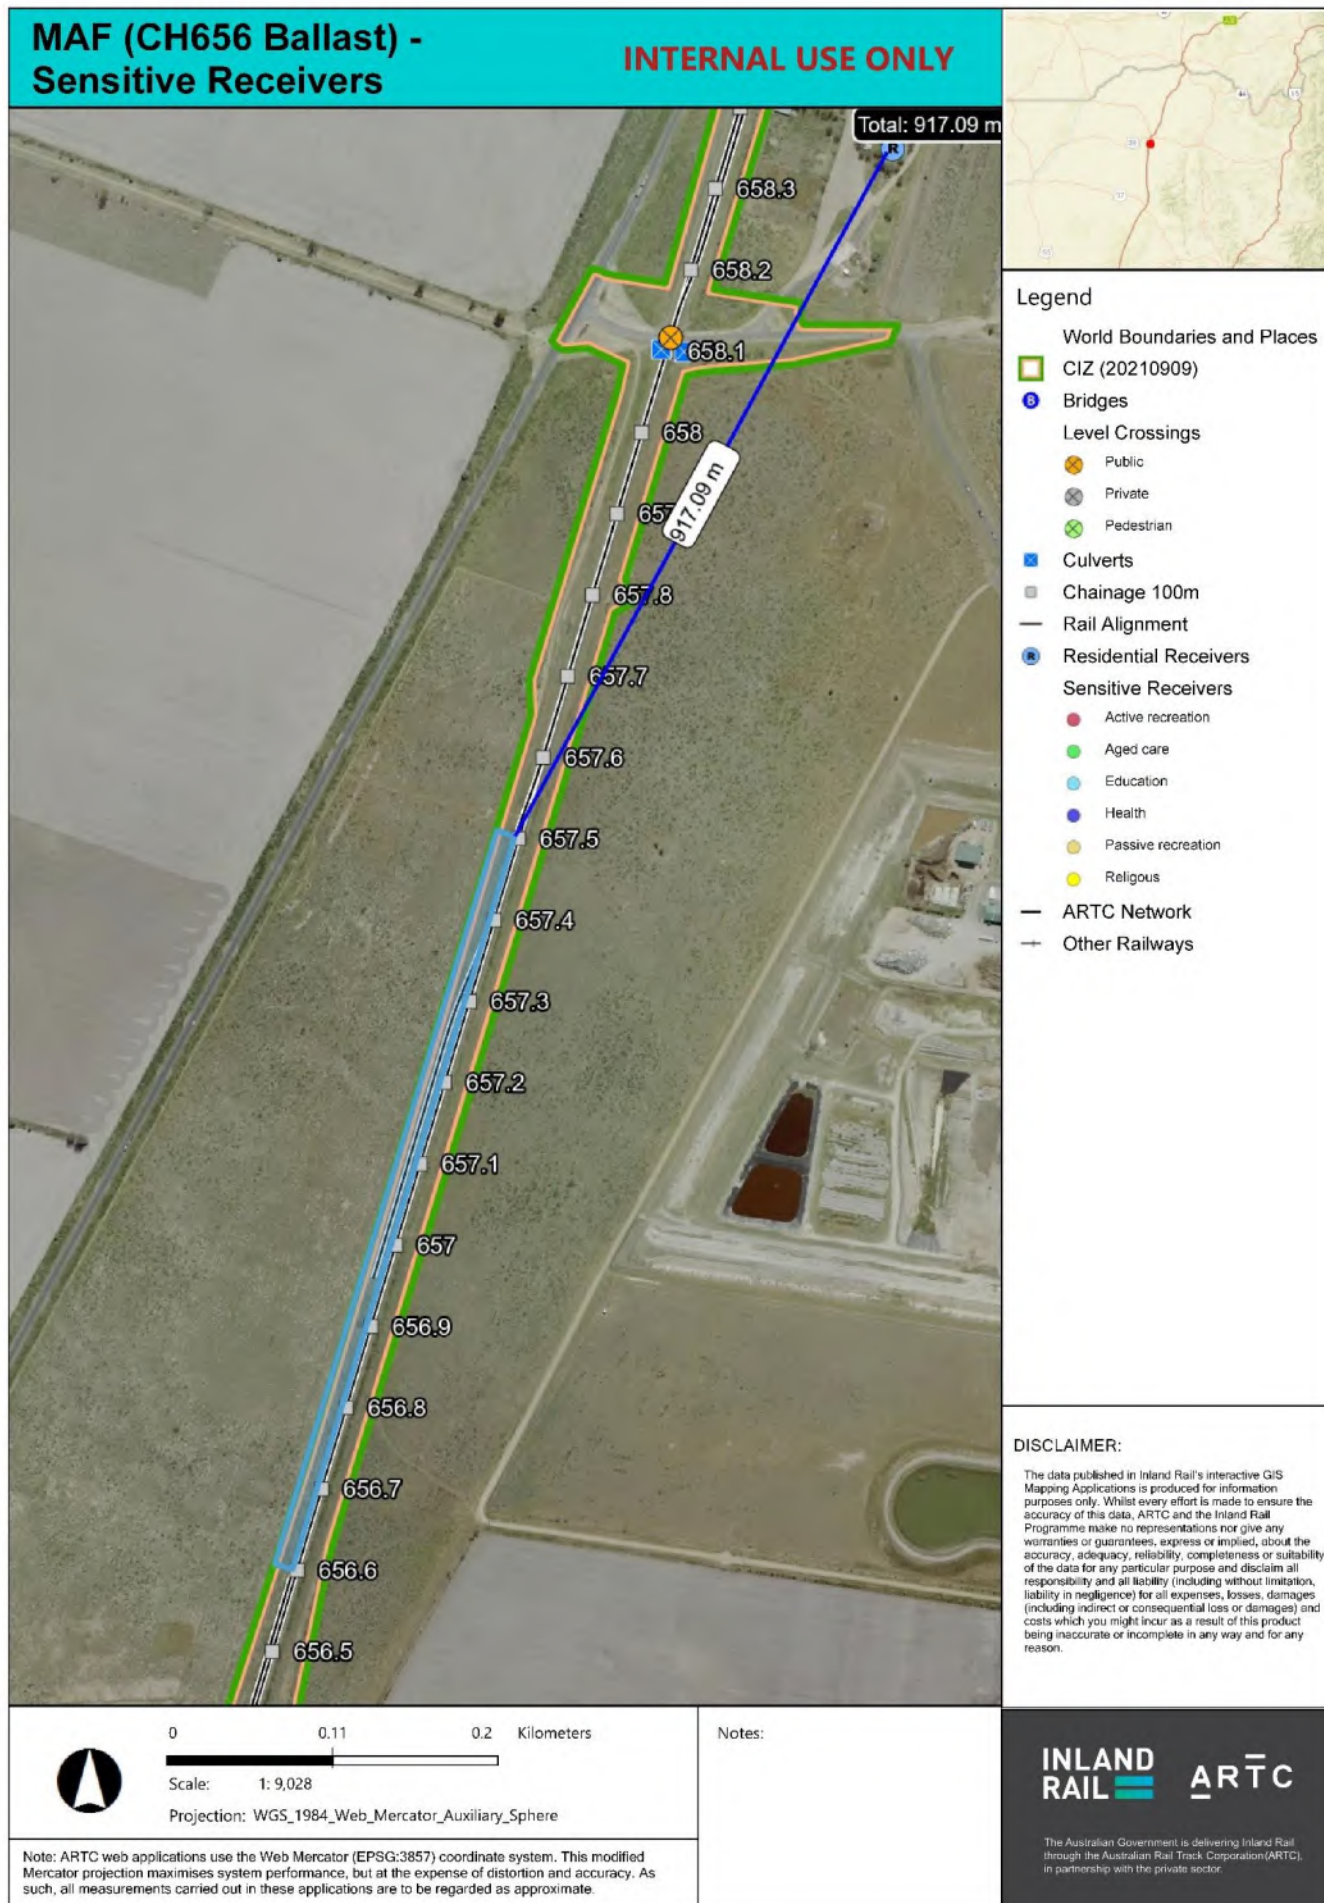 MAF (CH656 Ballast) -
Sensitive Receivers
INTERNAL USE ONLY
Total: 917.09 m
R
658.3
658.2
658.1
658
917.09 m
657.8
657.7
657.6
657.5
657.4
657.3
657.2
657.1
657
656.9
656.8
656.7
656.6
656.5
Legend
World Boundaries and Places
CIZ (20210909)
B Bridges
Level Crossings
Public
Private
Pedestrian
Culverts
Chainage 100m
Rail Alignment
R Residential Receivers
Sensitive Receivers
Active recreation
Aged care
Education
Health
Passive recreation
Religous
ARTC Network
Other Railways
DISCLAIMER:
The data published in Inland Rail's interactive GIS
Mapping Applications is produced for information
purposes only. Whilst every effort is made to ensure the
accuracy of this data, ARTC and the Inland Rail
Programme make no representations nor give any
warranties or guarantees, express or implied, about the
accuracy, adequacy, reliability, completeness or suitability
of the data for any particular purpose and disclaim all
responsibility and all liability (including without limitation,
liability in negligence) for all expenses, losses, damages
(including indirect or consequential loss or damages) and
costs which you might incur as a result of this product
being inaccurate or incomplete in any way and for any
reason.
0 0.11 0.2 Kilometers
Scale: 1: 9,028
Projection: WGS_1984_Web_Mercator_Auxiliary_Sphere
Notes:
Note: ARTC web applications use the Web Mercator (EPSG:3857) coordinate system. This modified
Mercator projection maximises system performance, but at the expense of distortion and accuracy. As
such, all measurements carried out in these applications are to be regarded as approximate.
INLAND
RAIL
ARTC
The Australian Government is delivering Inland Rail
through the Australian Rail Track Corporation (ARTC),
in partnership with the private sector.